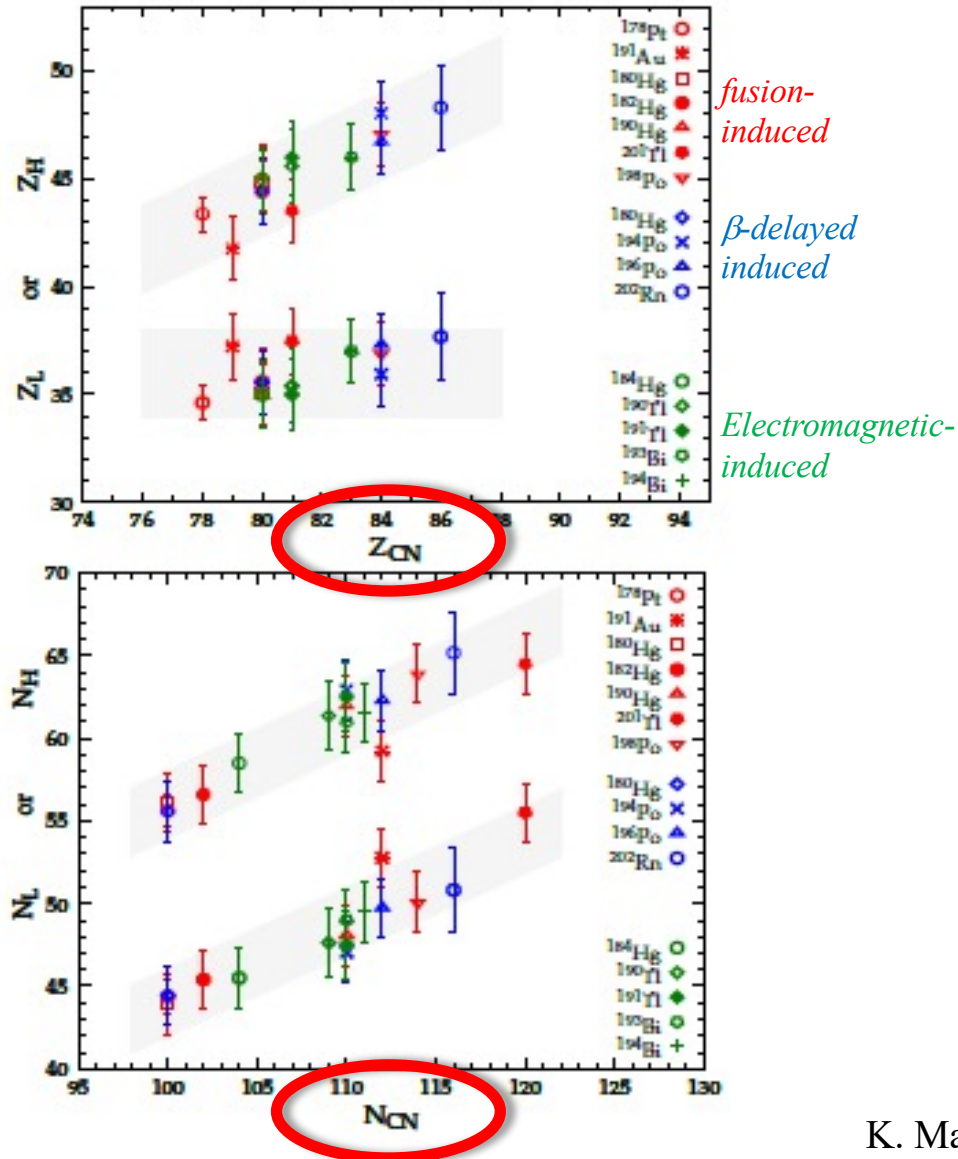 178Pt
191Au
180Hg
182Hg
190Hg
201Tl
198Po
180Hg
194Po
196Po
202Rn
184Hg
190Tl
191Tl
193Bi
194Bi
fusion-
induced
β-delayed
induced
Electromagnetic-
induced
ZL or ZH
50
45
40
35
30
74 76 78 80 82 84 86 88 90 92 94
ZCN
178Pt
191Au
180Hg
182Hg
190Hg
201Tl
198Po
180Hg
194Po
196Po
202Rn
184Hg
190Tl
191Tl
193Bi
194Bi
NL or NH
70
65
60
55
50
45
40
95 100 105 110 115 120 125 130
NCN
K. Ma